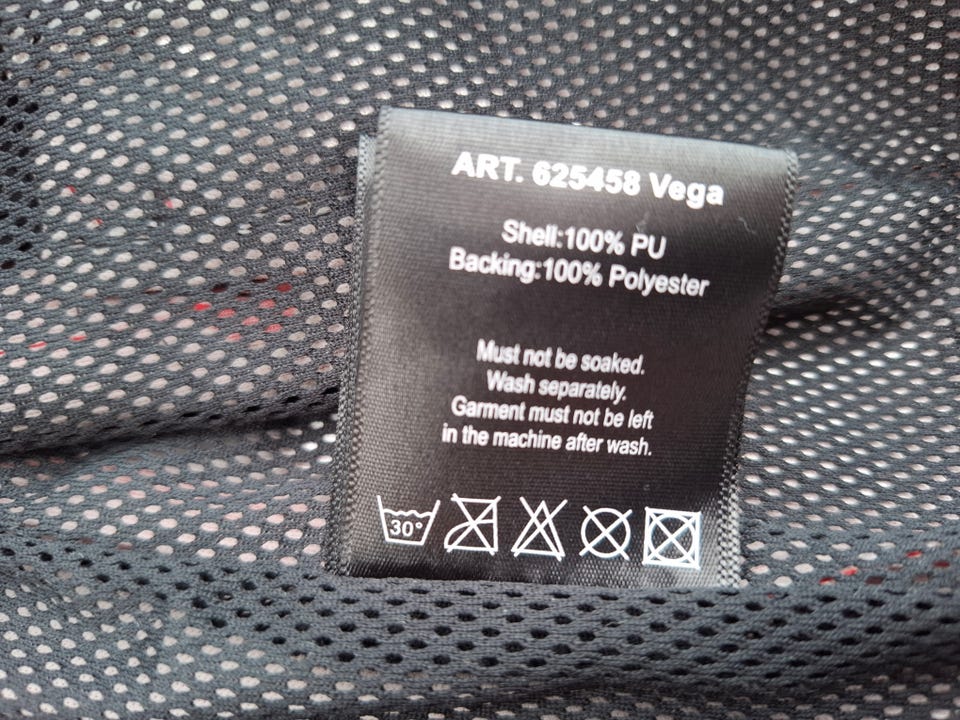 ART. 625458 Vega
Shell:100% PU
Backing:100% Polyester
Must not be soaked.
Wash separately.
Garment must not be left
in the machine after wash.
30°